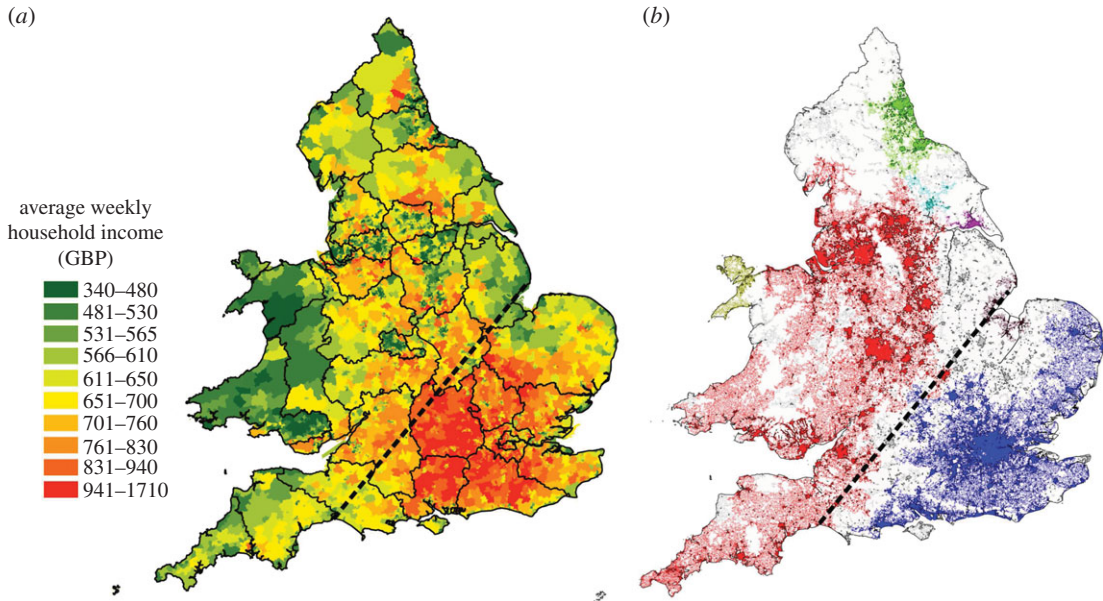 (a)
(b)
average weekly
household income
(GBP)
340–480
481–530
531–565
566–610
611–650
651–700
701–760
761–830
831–940
941–1710